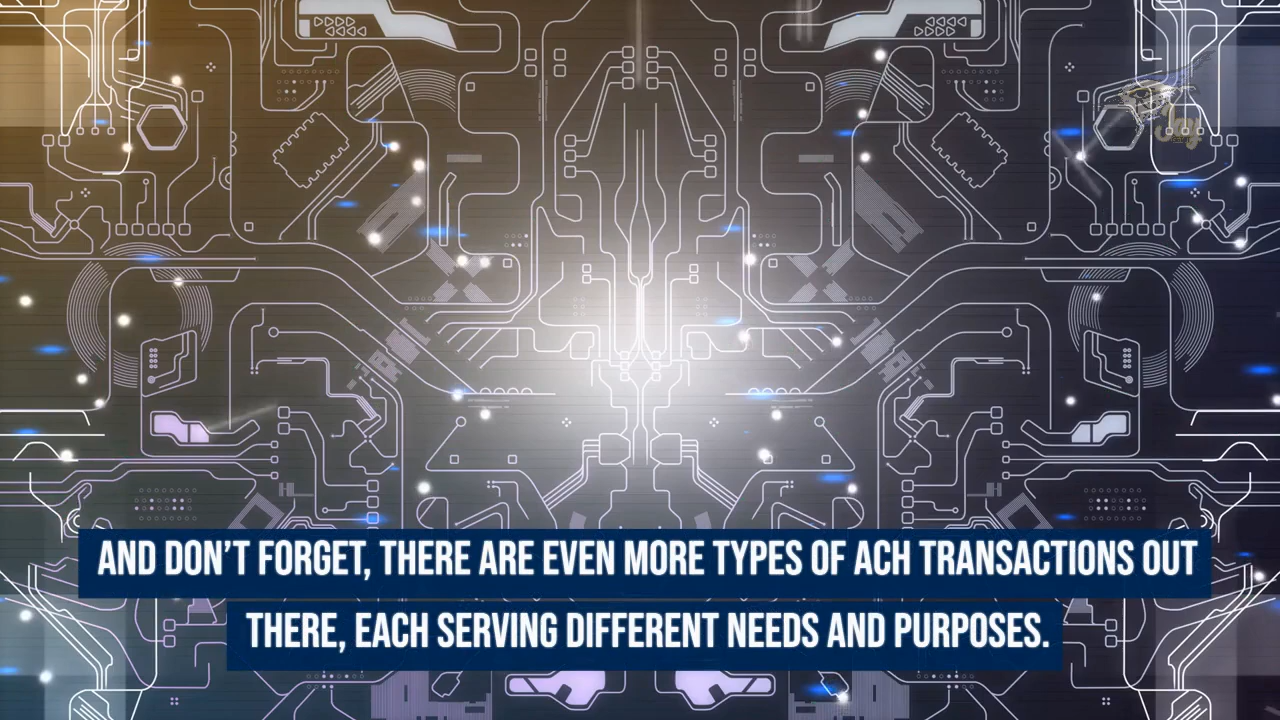 AND DON’T FORGET, THERE ARE EVEN MORE TYPES OF ACH TRANSACTIONS OUT
THERE, EACH SERVING DIFFERENT NEEDS AND PURPOSES.